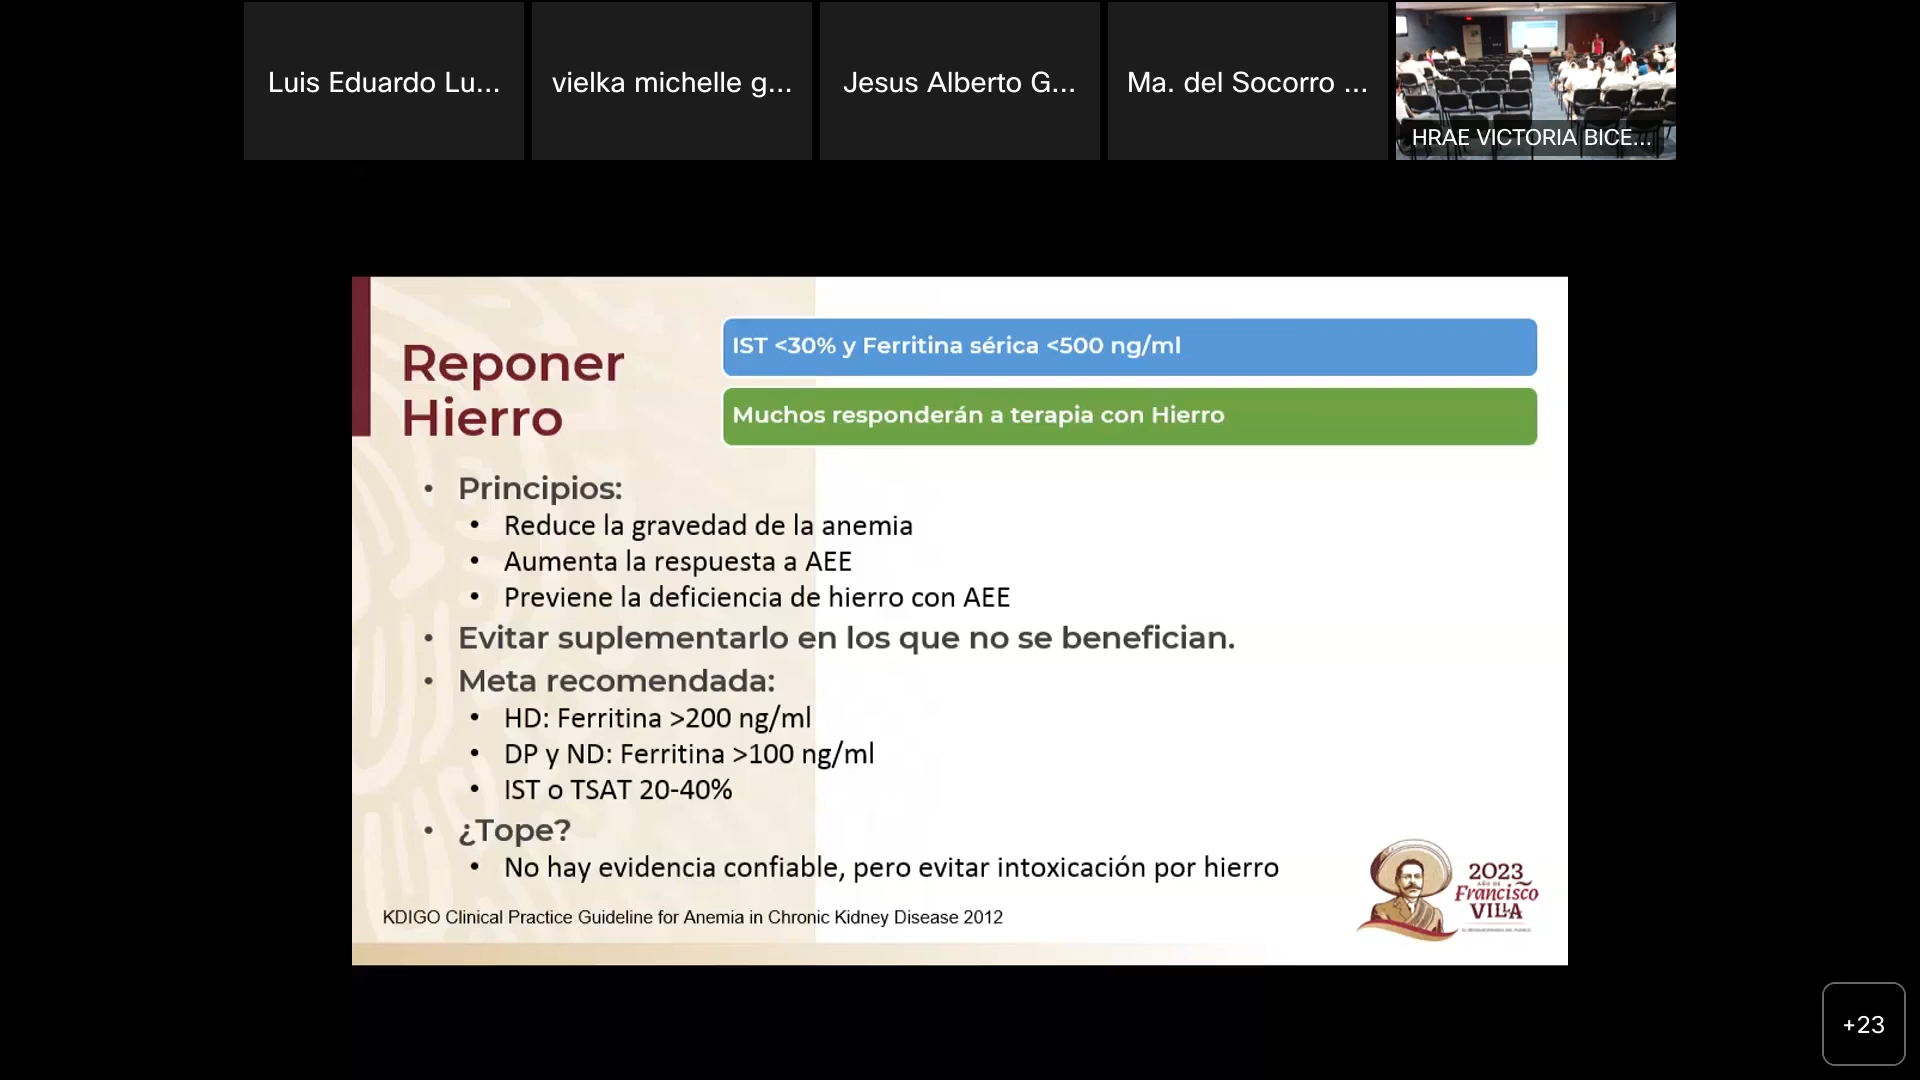 Luis Eduardo Lu...
vielka michelle g...
Jesus Alberto G...
Ma. del Socorro ...
HRAE VICTORIA BICE...
Reponer
Hierro
IST <30% y Ferritina sérica <500 ng/ml
Muchos responderán a terapia con Hierro
• Principios:
• Reduce la gravedad de la anemia
• Aumenta la respuesta a AEE
• Previene la deficiencia de hierro con AEE
• Evitar suplementarlo en los que no se benefician.
• Meta recomendada:
• HD: Ferritina >200 ng/ml
• DP y ND: Ferritina >100 ng/ml
• IST o TSAT 20-40%
• ¿Tope?
• No hay evidencia confiable, pero evitar intoxicación por hierro
2023
AÑO DE
Francisco
VILLA
KDIGO Clinical Practice Guideline for Anemia in Chronic Kidney Disease 2012
+23